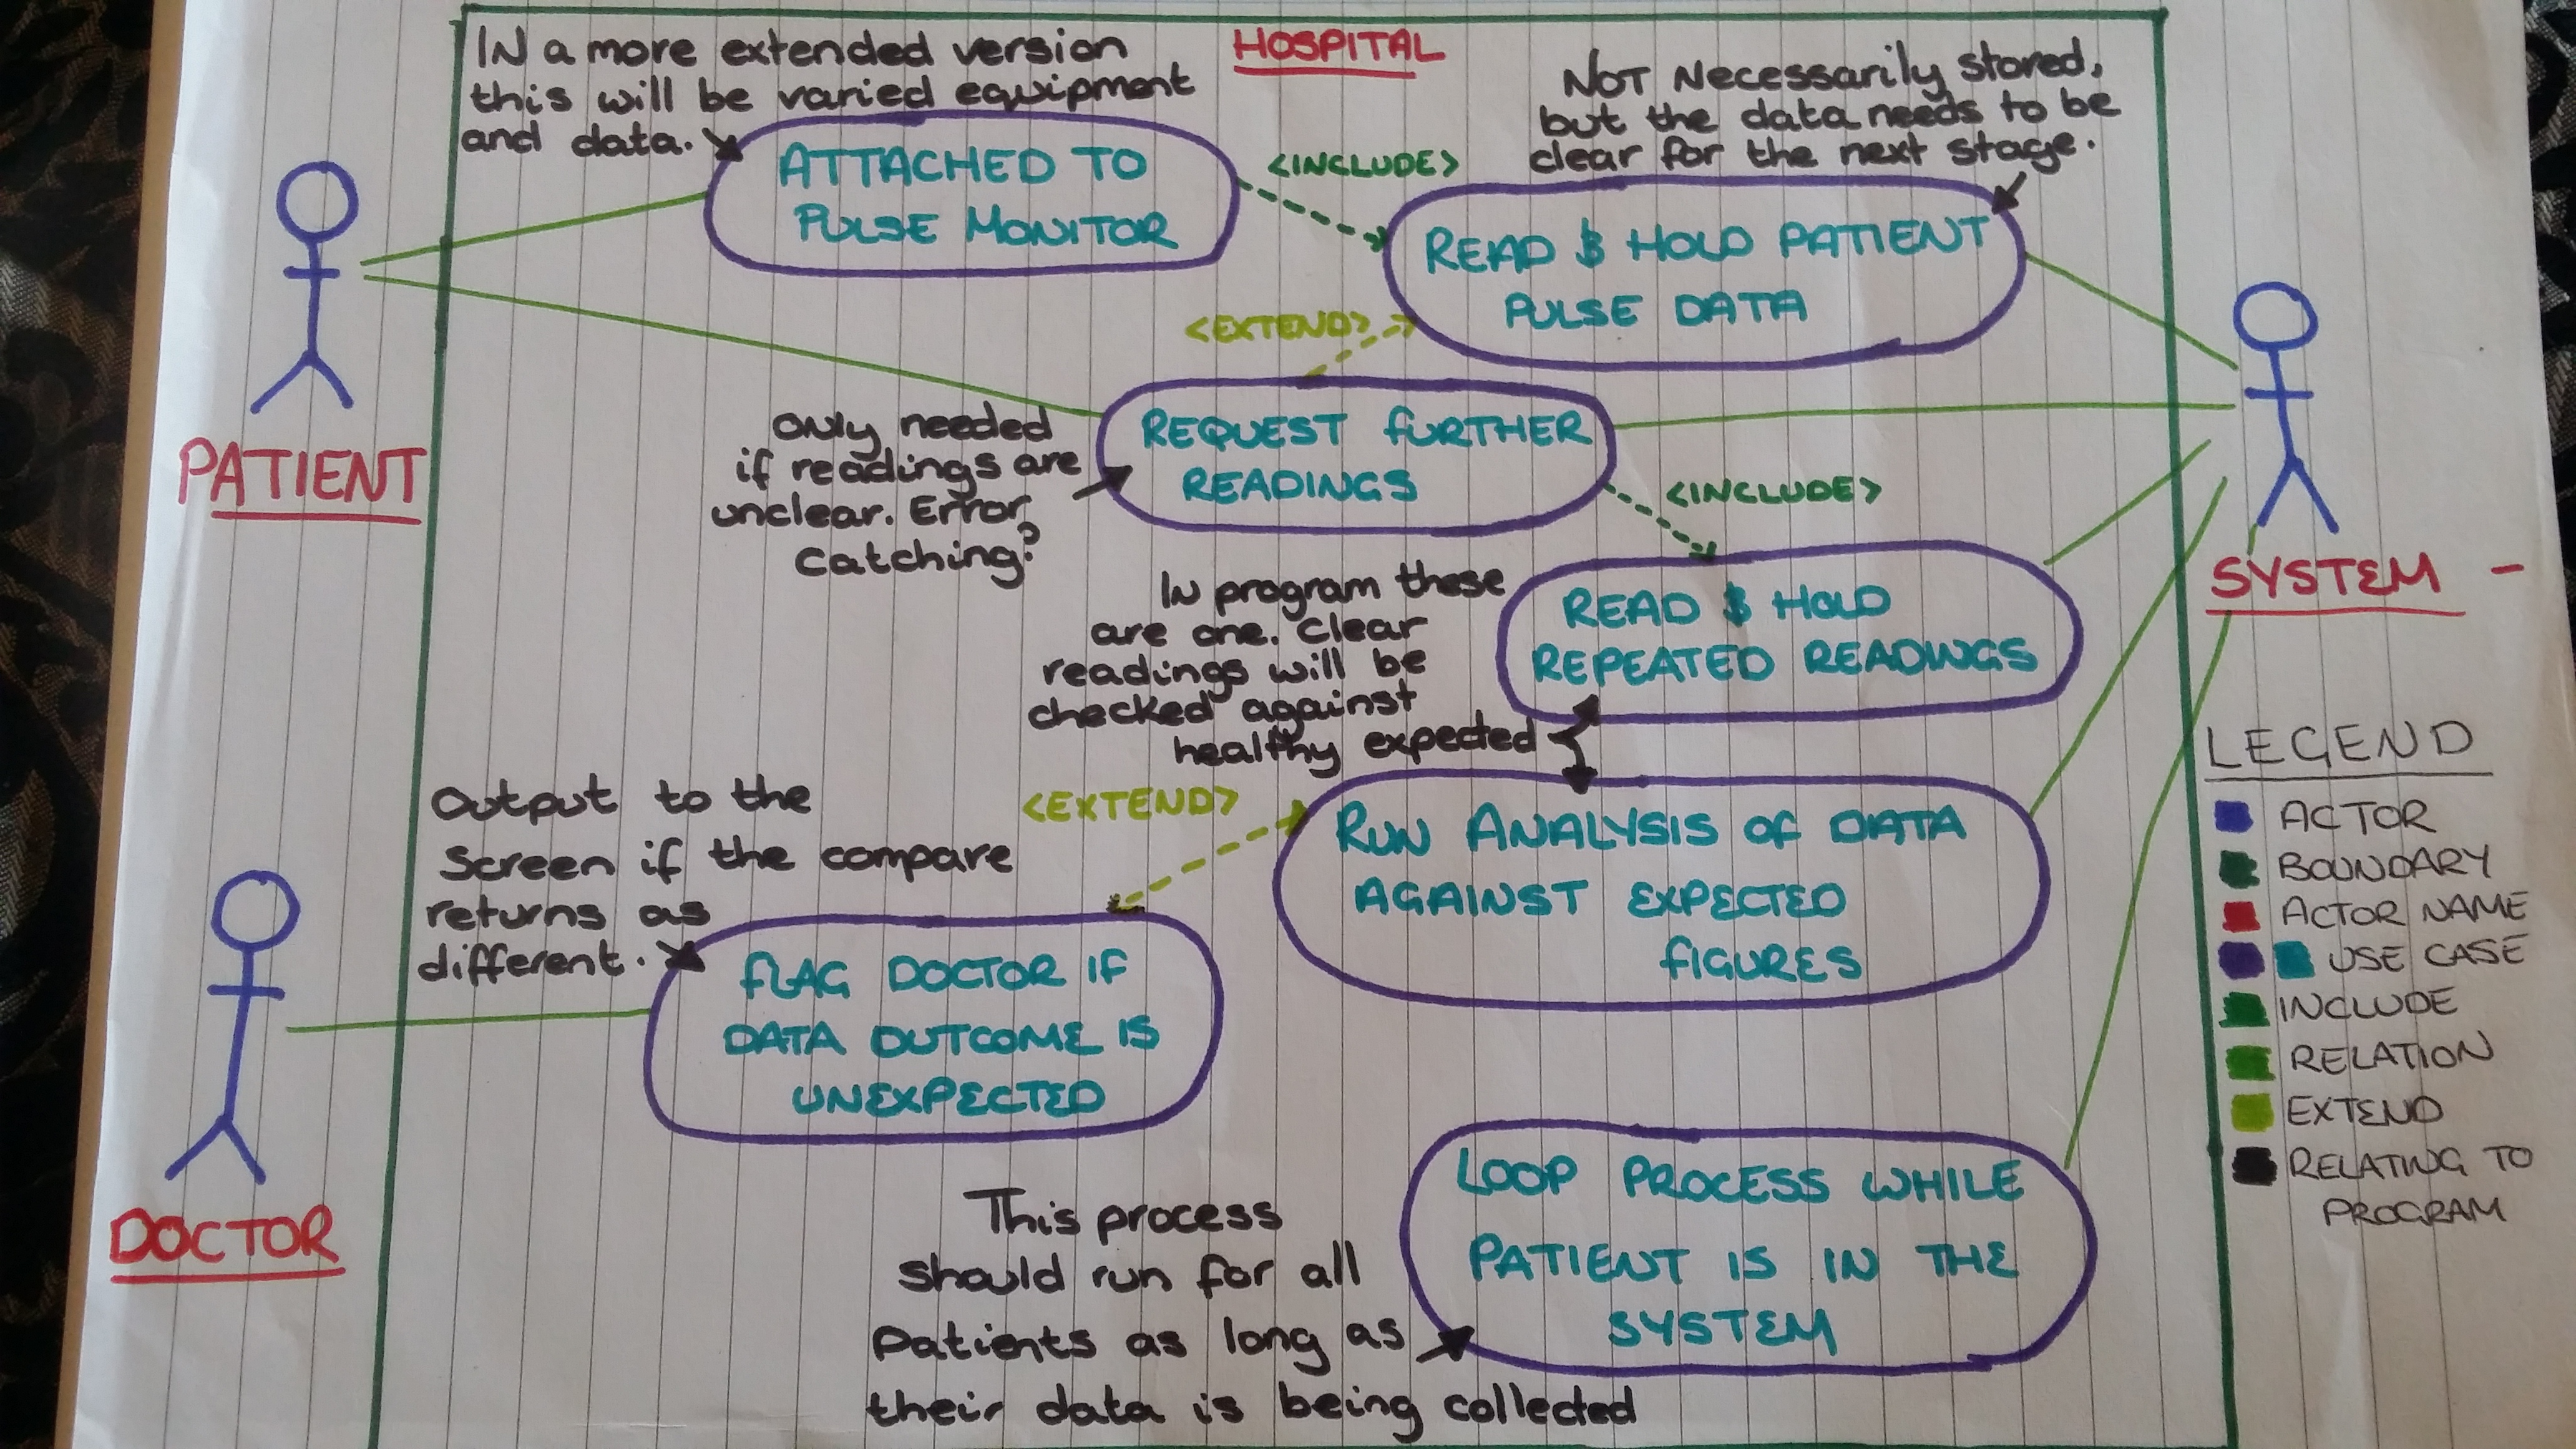 HOSPITAL
IN a more extended version
this will be varied equipment
and data.
ATTACHED TO
PULSE MONITOR
<INCLUDE>
NOT Necessarily stored,
but the data needs to be
clear for the next stage.
READ & HOLD PATIENT
PULSE DATA
<EXTEND>
PATIENT
Only needed
if readings are
unclear. Error
Catching?
REQUEST FURTHER
READINGS
<INCLUDE>
SYSTEM -
In program these
are one. Clear
readings will be
checked against
healthy expected
READ & HOLD
REPEATED READINGS
Output to the
Screen if the compare
returns as
different.
<EXTEND>
RUN ANALYSIS OF DATA
AGAINST EXPECTED
FIGURES
FLAG DOCTOR IF
DATA OUTCOME IS
UNEXPECTED
DOCTOR
This process
should run for all
Patients as long as
their data is being collected
LOOP PROCESS WHILE
PATIENT IS IN THE
SYSTEM
LEGEND
ACTOR
BOUNDARY
ACTOR NAME
USE CASE
INCLUDE
RELATION
EXTEND
RELATING TO
PROGRAM